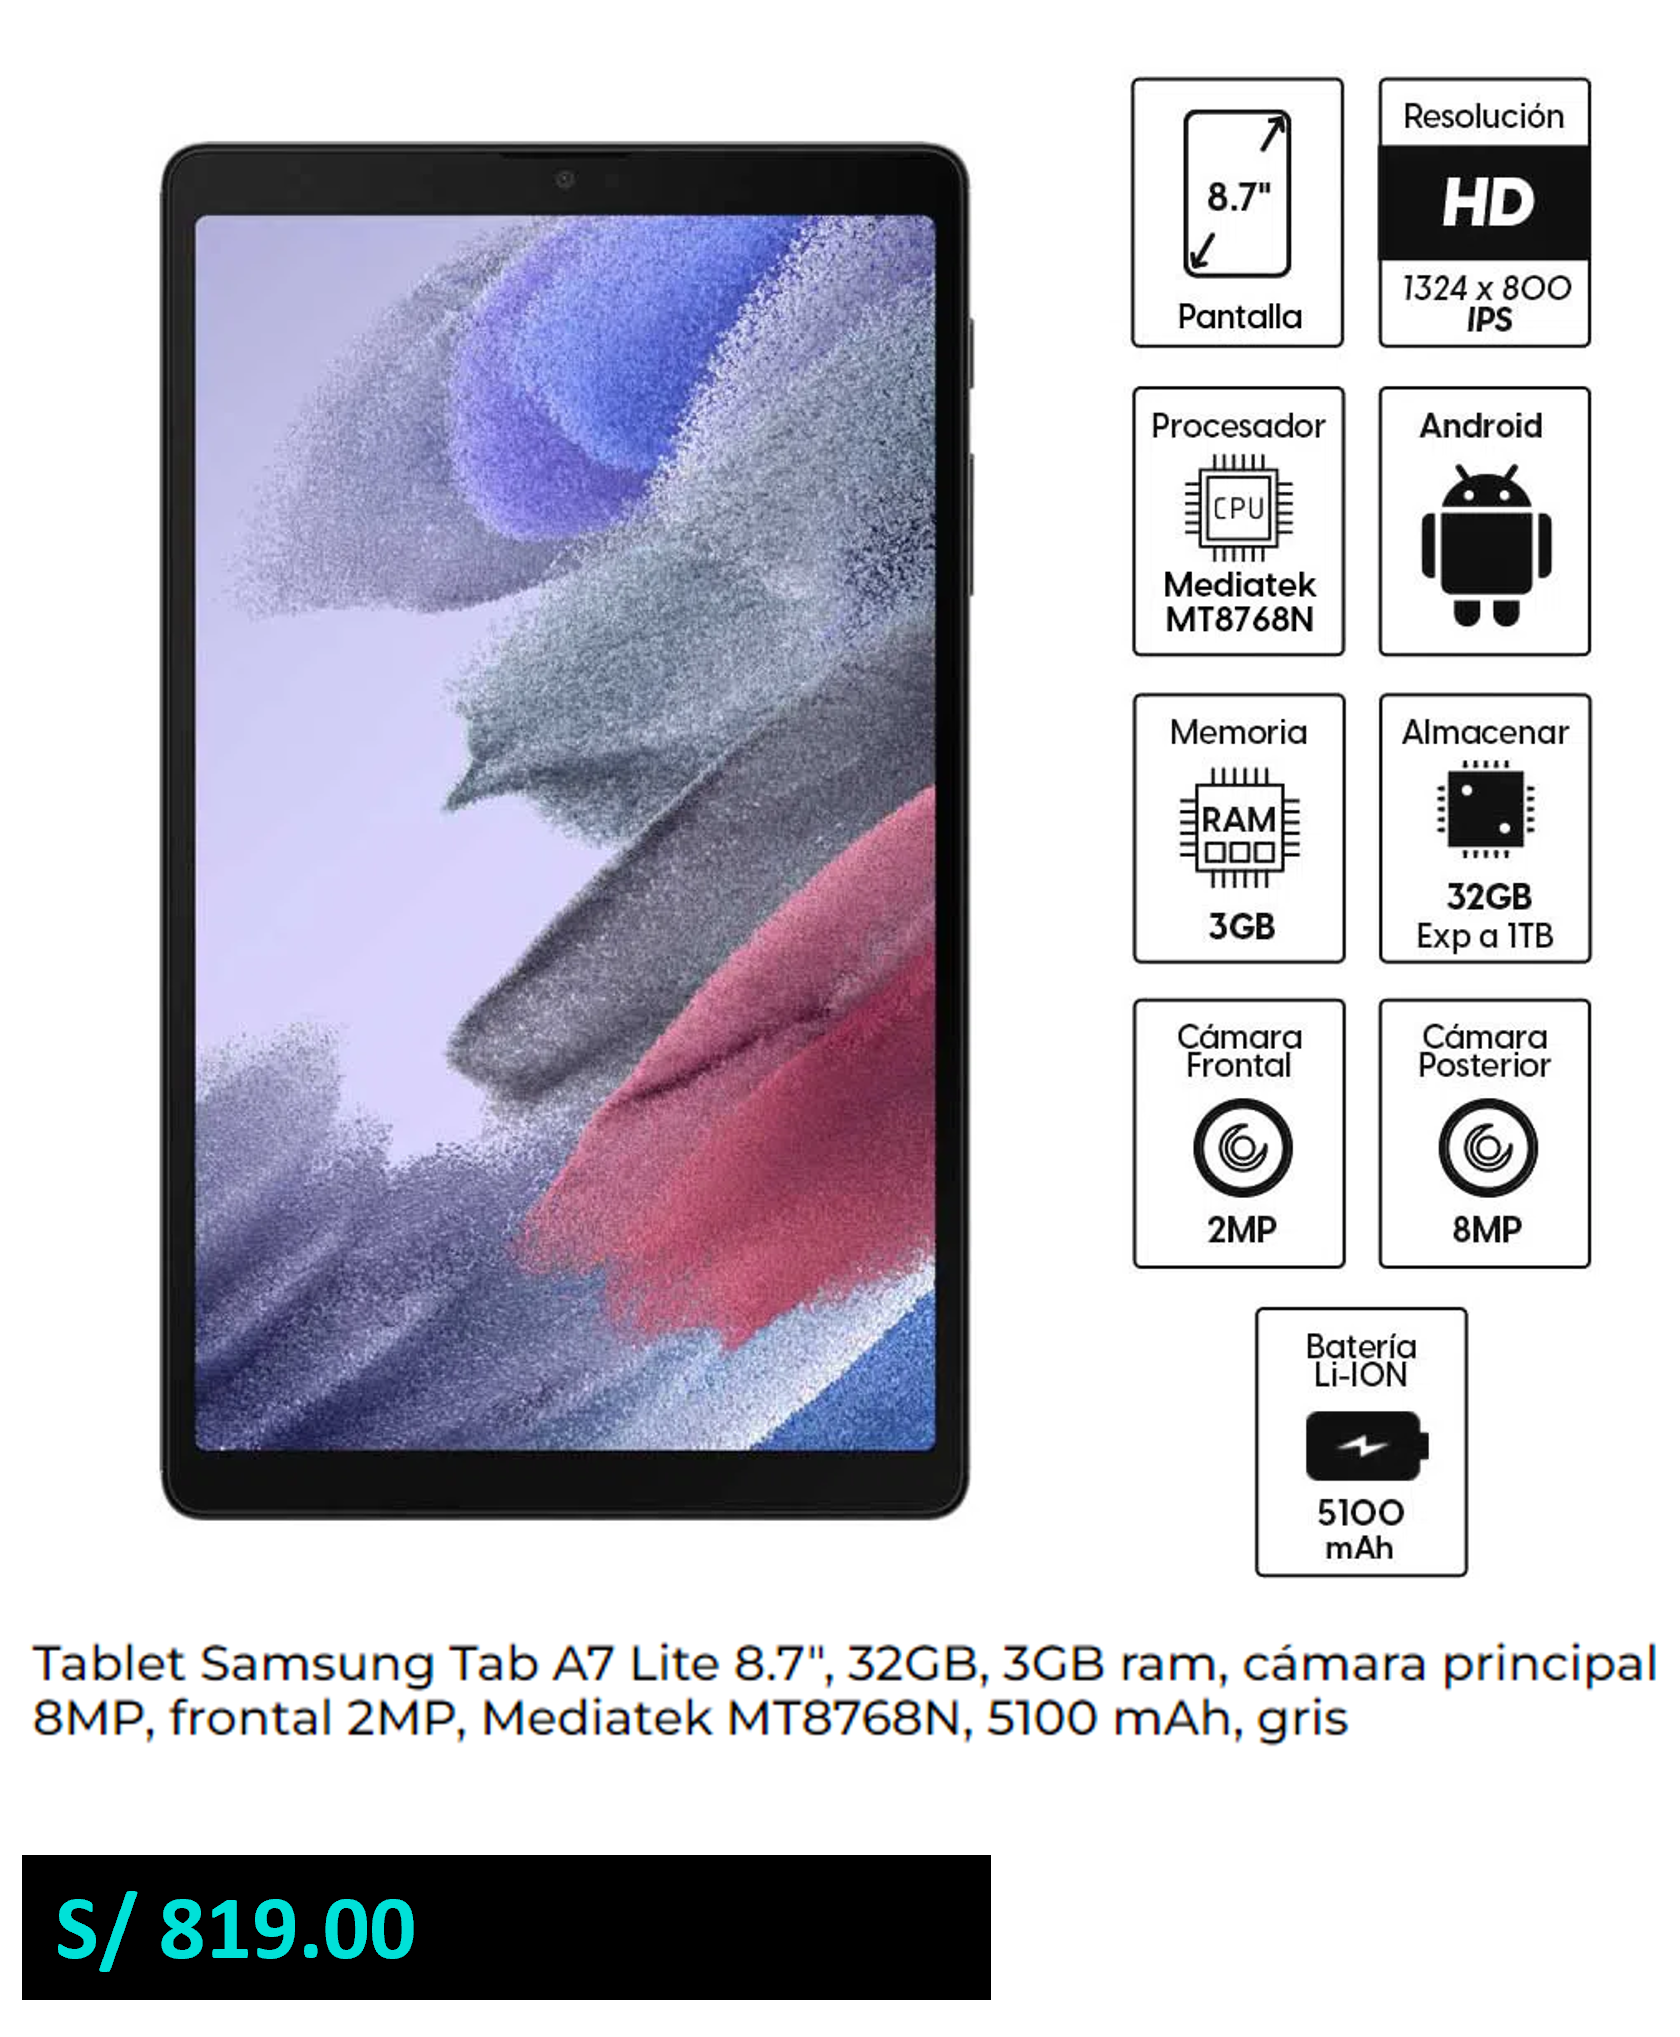 8.7"
Pantalla
Resolución
HD
1324 x 800
IPS
Procesador
CPU
Mediatek
MT8768N
Android
Memoria
RAM
3GB
Almacenar
32GB
Exp a 1TB
Cámara
Frontal
2MP
Cámara
Posterior
8MP
Batería
Li-ION
5100
mAh
Tablet Samsung Tab A7 Lite 8.7", 32GB, 3GB ram, cámara principal
8MP, frontal 2MP, Mediatek MT8768N, 5100 mAh, gris
S/ 819.00